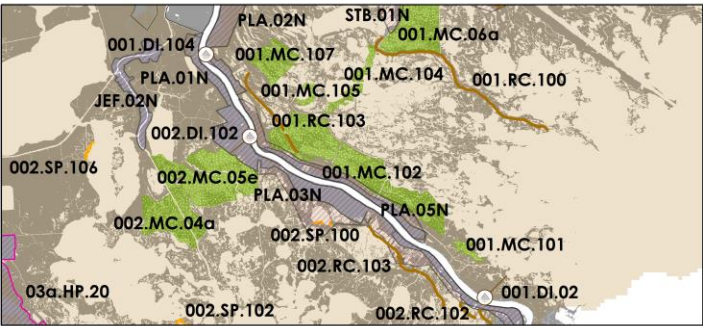 PLA.02N
STB.01N
001.DI.104
001.MC.107
001.MC.06a
PLA.01N
001.MC.105
001.MC.104
001.RC.100
JEF.02N
001.RC.103
002.DI.102
002.SP.106
002.MC.05e
001.MC.102
PLA.03N
PLA.05N
002.MC.04a
002.SP.100
001.MC.101
002.RC.103
03a.HP.20
001.DI.02
002.SP.102
002.RC.102